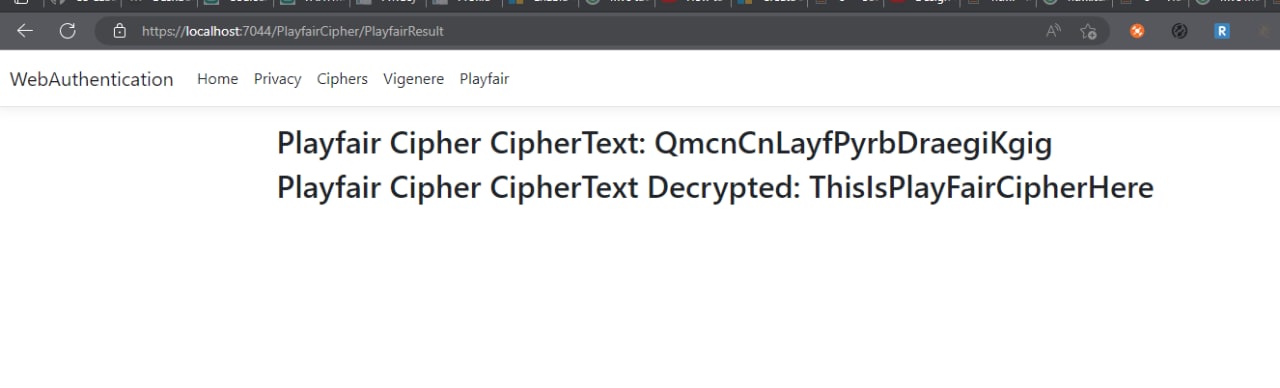 https://localhost:7044/PlayfairCipher/PlayfairResult
WebAuthentication Home Privacy Ciphers Vigenere Playfair
Playfair Cipher CipherText: QmcnCnLayfPyrbDraegiKgig
Playfair Cipher CipherText Decrypted: ThisIsPlayFairCipherHere